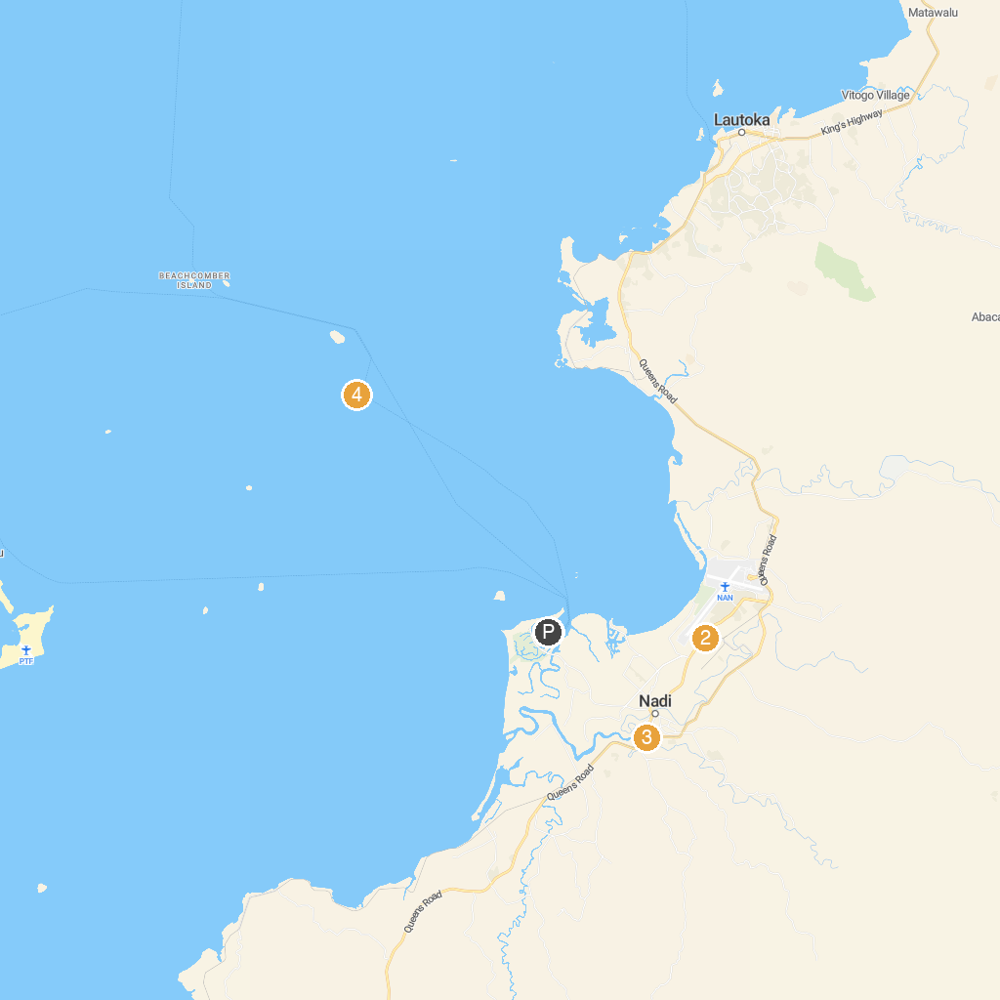 Matawalu
Vitogo Village
Lautoka
King's Highway
BEACHCOMBER
ISLAND
Abaca
Queens Road
4
Queens Road
NAN
P
2
PTF
Nadi
3
Queens Road
Queens Road